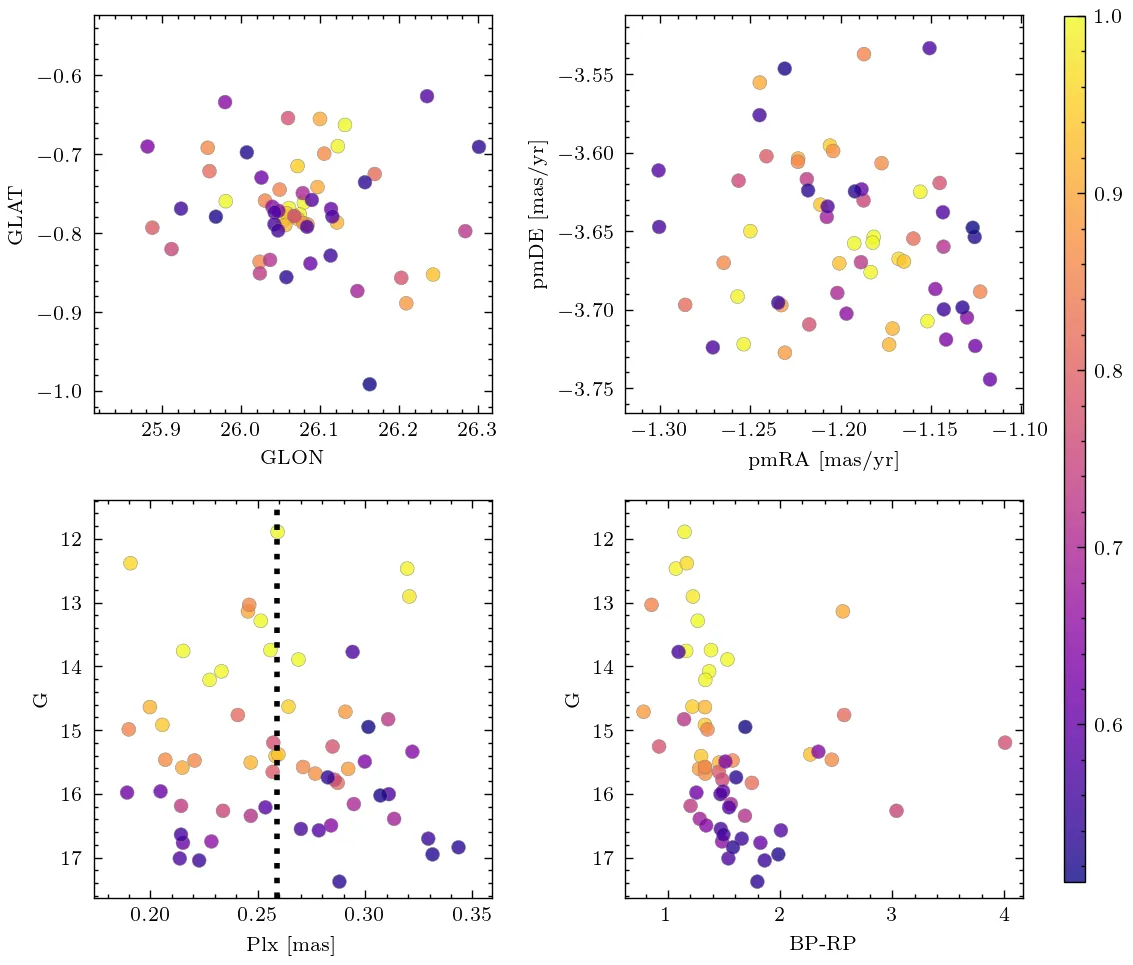 −0.6
−0.7
−0.8
−0.9
−1.0
GLAT
25.9 26.0 26.1 26.2 26.3
GLON
−3.55
−3.60
−3.65
−3.70
−3.75
pmDE [mas/yr]
−1.30 −1.25 −1.20 −1.15 −1.10
pmRA [mas/yr]
12
13
14
15
16
17
G
0.20 0.25 0.30 0.35
Plx [mas]
12
13
14
15
16
17
G
1 2 3 4
BP-RP
1.0
0.9
0.8
0.7
0.6